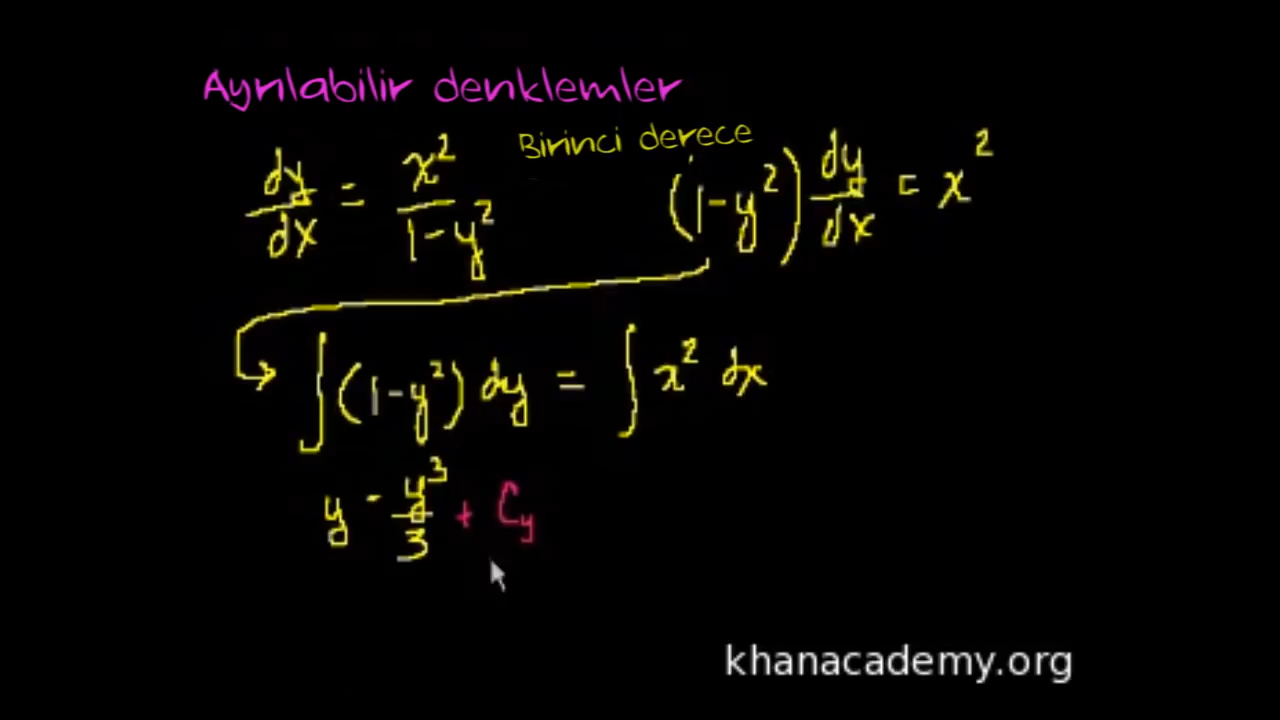 Ayrılabilir denklemler
Birinci derece
dy/dx = x²/(1-y²)
(1-y²) dy/dx = x²
∫(1-y²) dy = ∫ x² dx
y - y³/3 + C_y
khanacademy.org